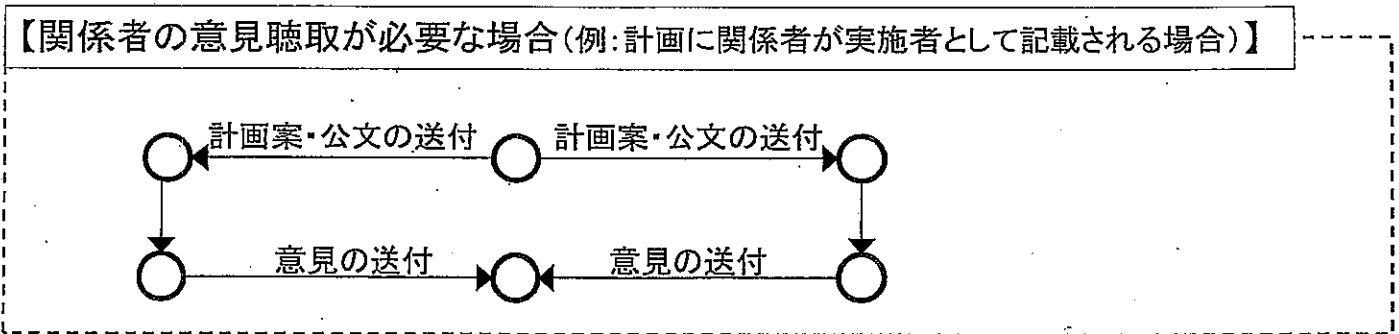 【関係者の意見聴取が必要な場合(例:計画に関係者が実施者として記載される場合)】
計画案・公文の送付 計画案・公文の送付
意見の送付 意見の送付